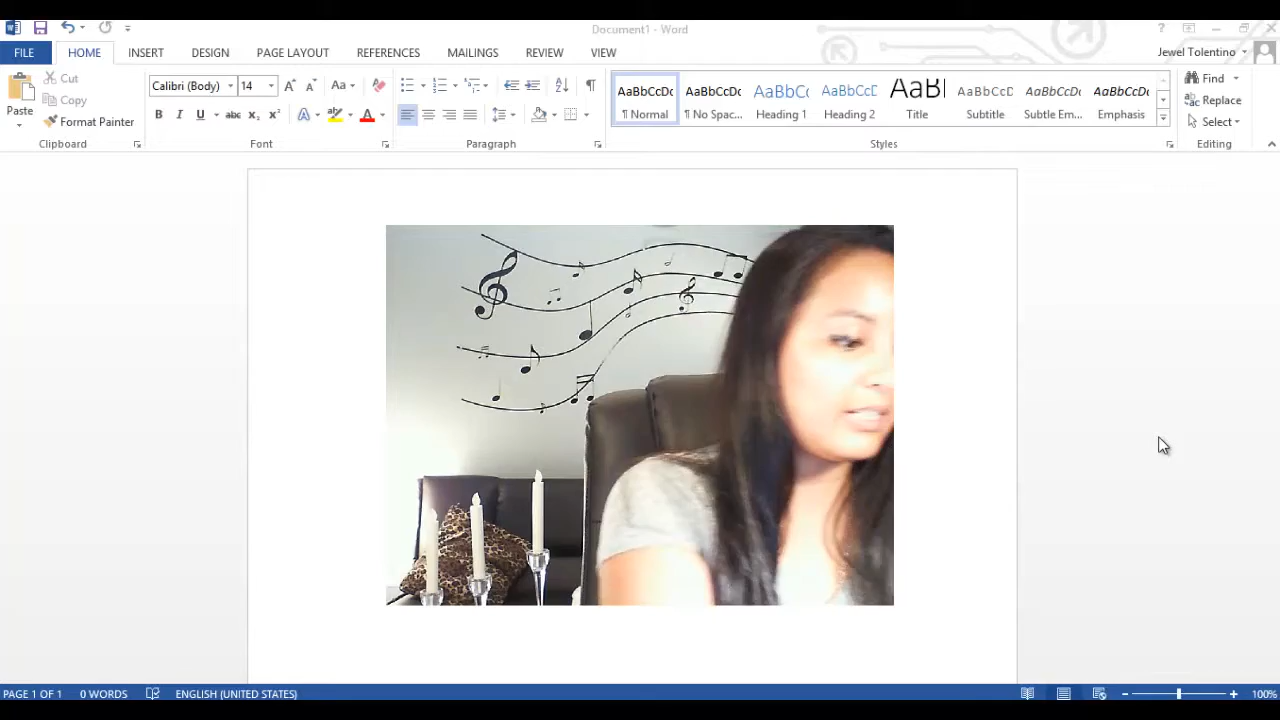 Document1 - Word
FILE HOME INSERT DESIGN PAGE LAYOUT REFERENCES MAILINGS REVIEW VIEW Jewel Tolentino
Paste
Cut
Copy
Format Painter
Clipboard
Calibri (Body) 14
Font
Paragraph
AaBbCcDc AaBbCcDc AaBbCc AaBbCcC AaB AaBbCcC AaBbCcDc AaBbCcDc
¶ Normal ¶ No Spac... Heading 1 Heading 2 Title Subtitle Subtle Em... Emphasis
Styles
Find
Replace
Select
Editing
PAGE 1 OF 1 0 WORDS ENGLISH (UNITED STATES) 100%